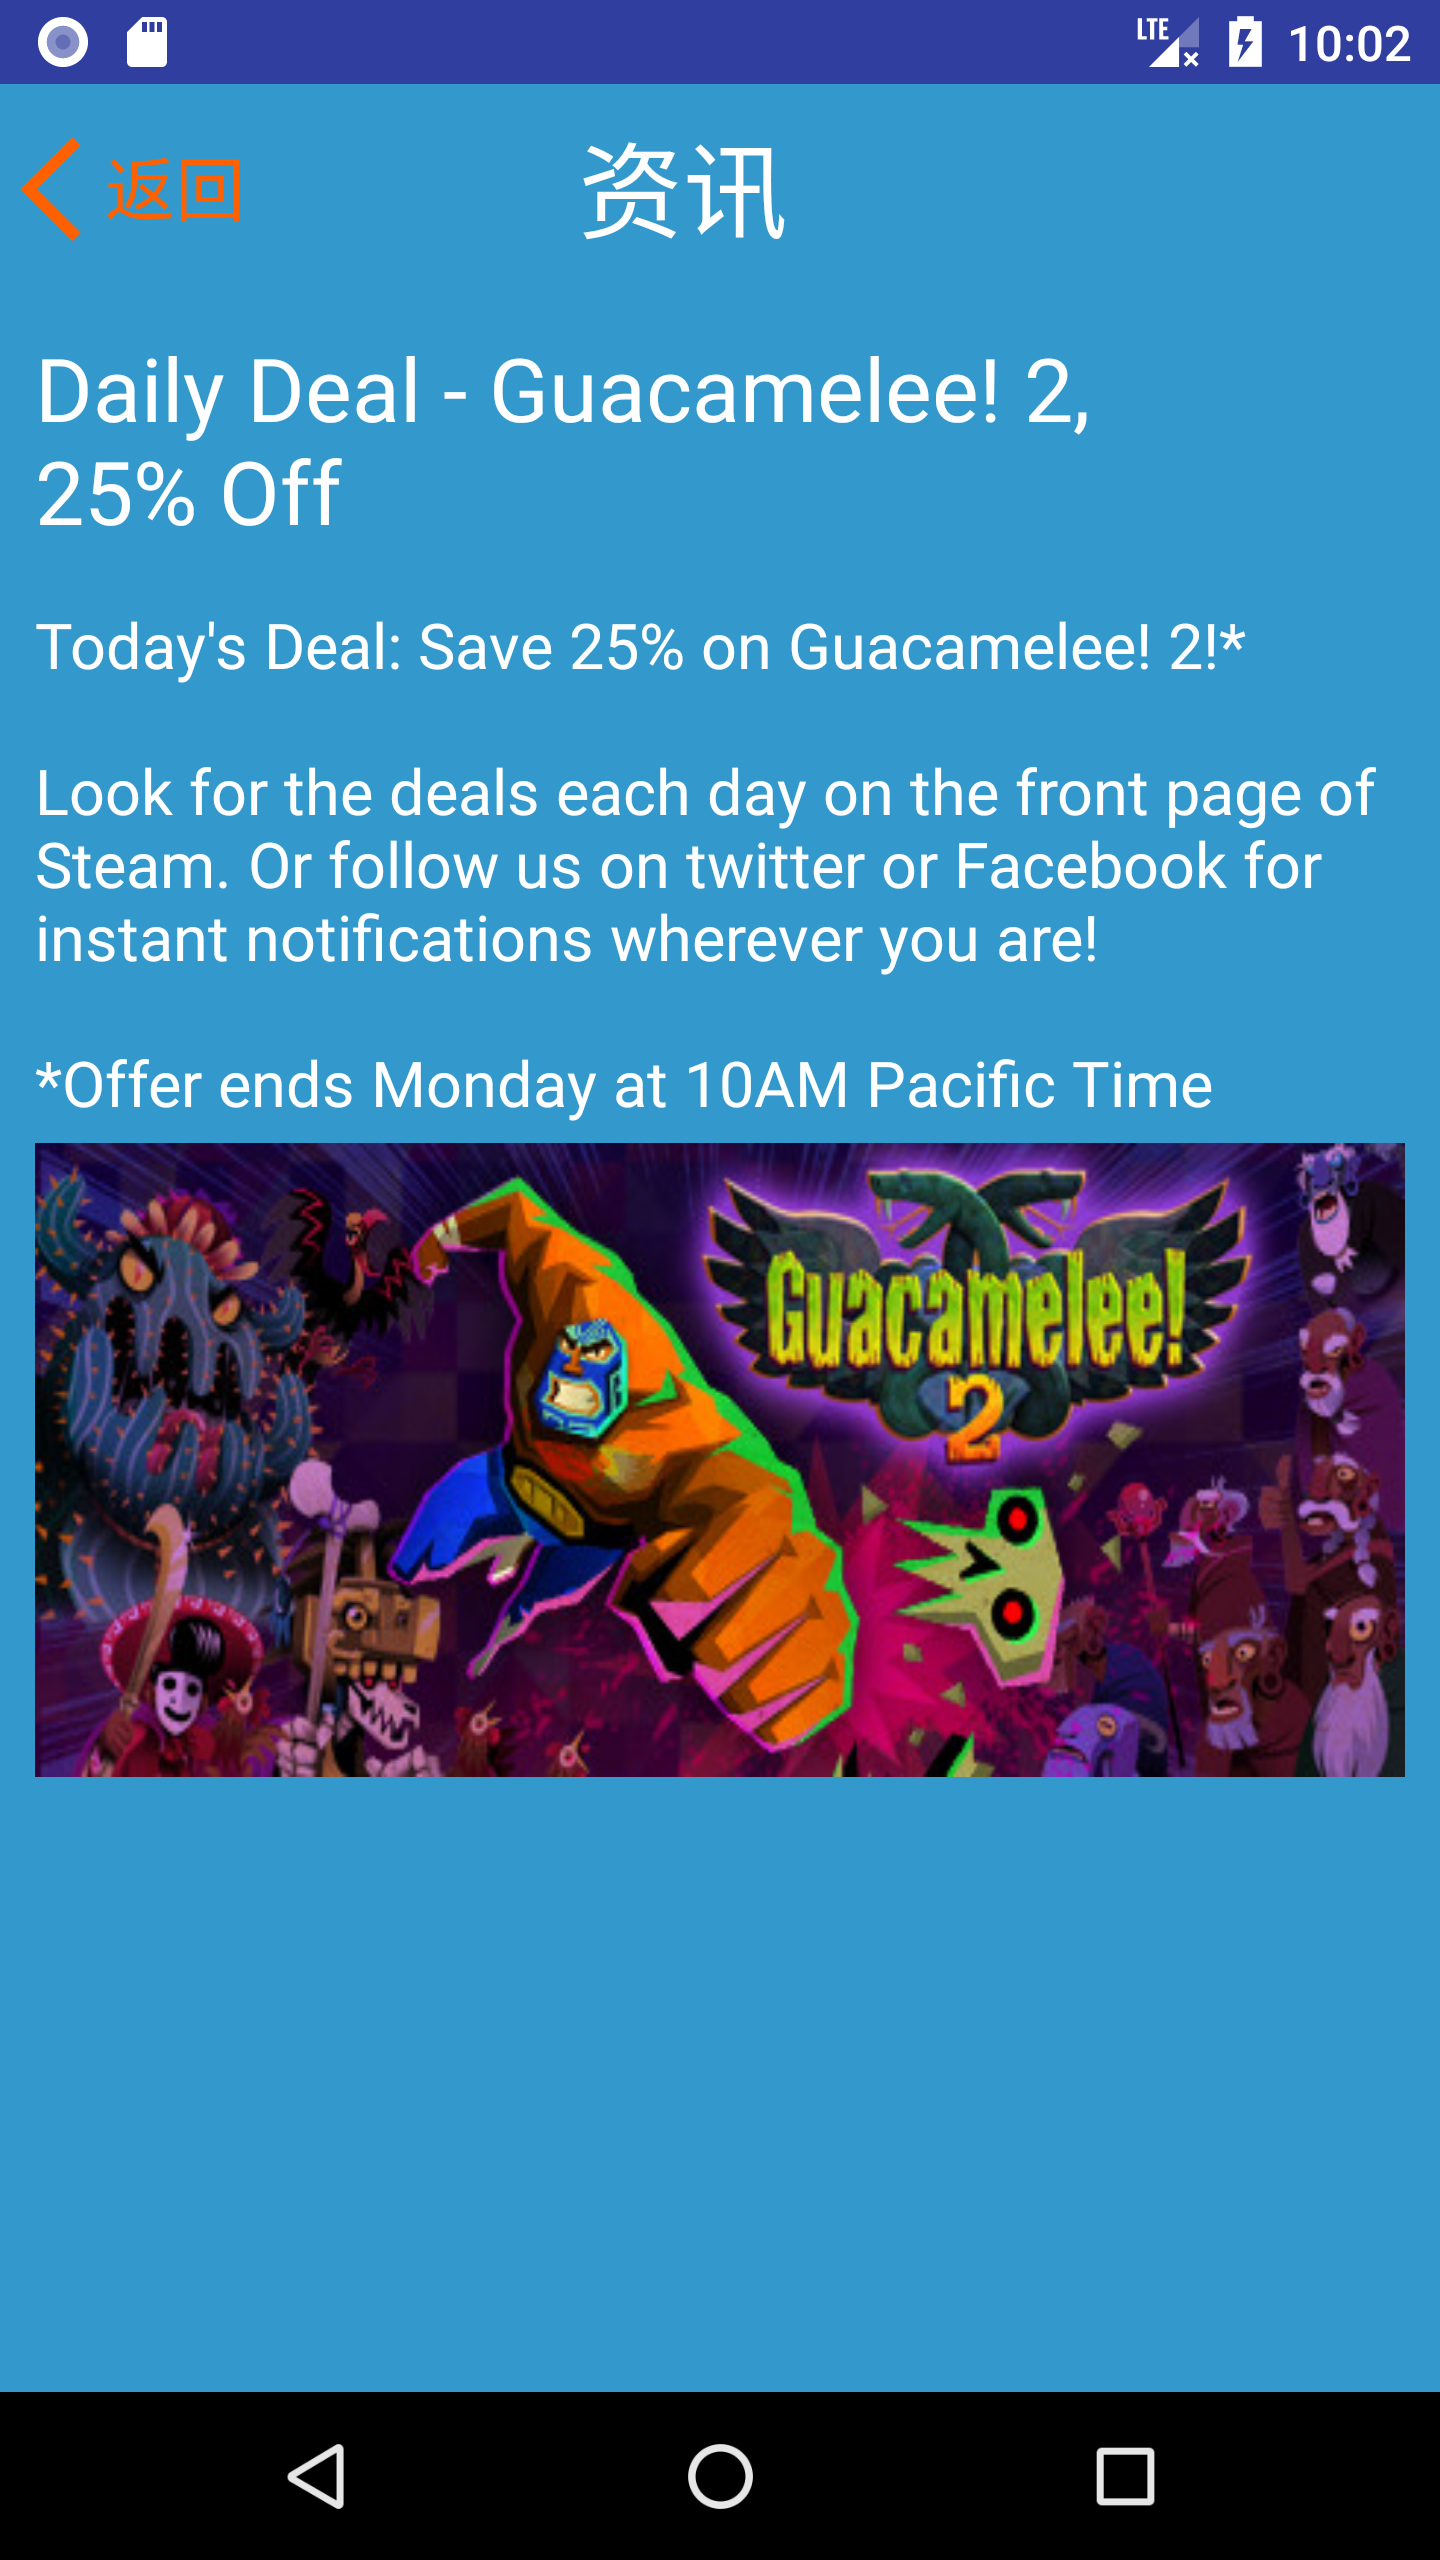 LTE 10:02
返回 资讯
Daily Deal - Guacamelee! 2,
25% Off
Today's Deal: Save 25% on Guacamelee! 2!*
Look for the deals each day on the front page of
Steam. Or follow us on twitter or Facebook for
instant notifications wherever you are!
*Offer ends Monday at 10AM Pacific Time
Guacamelee!
2